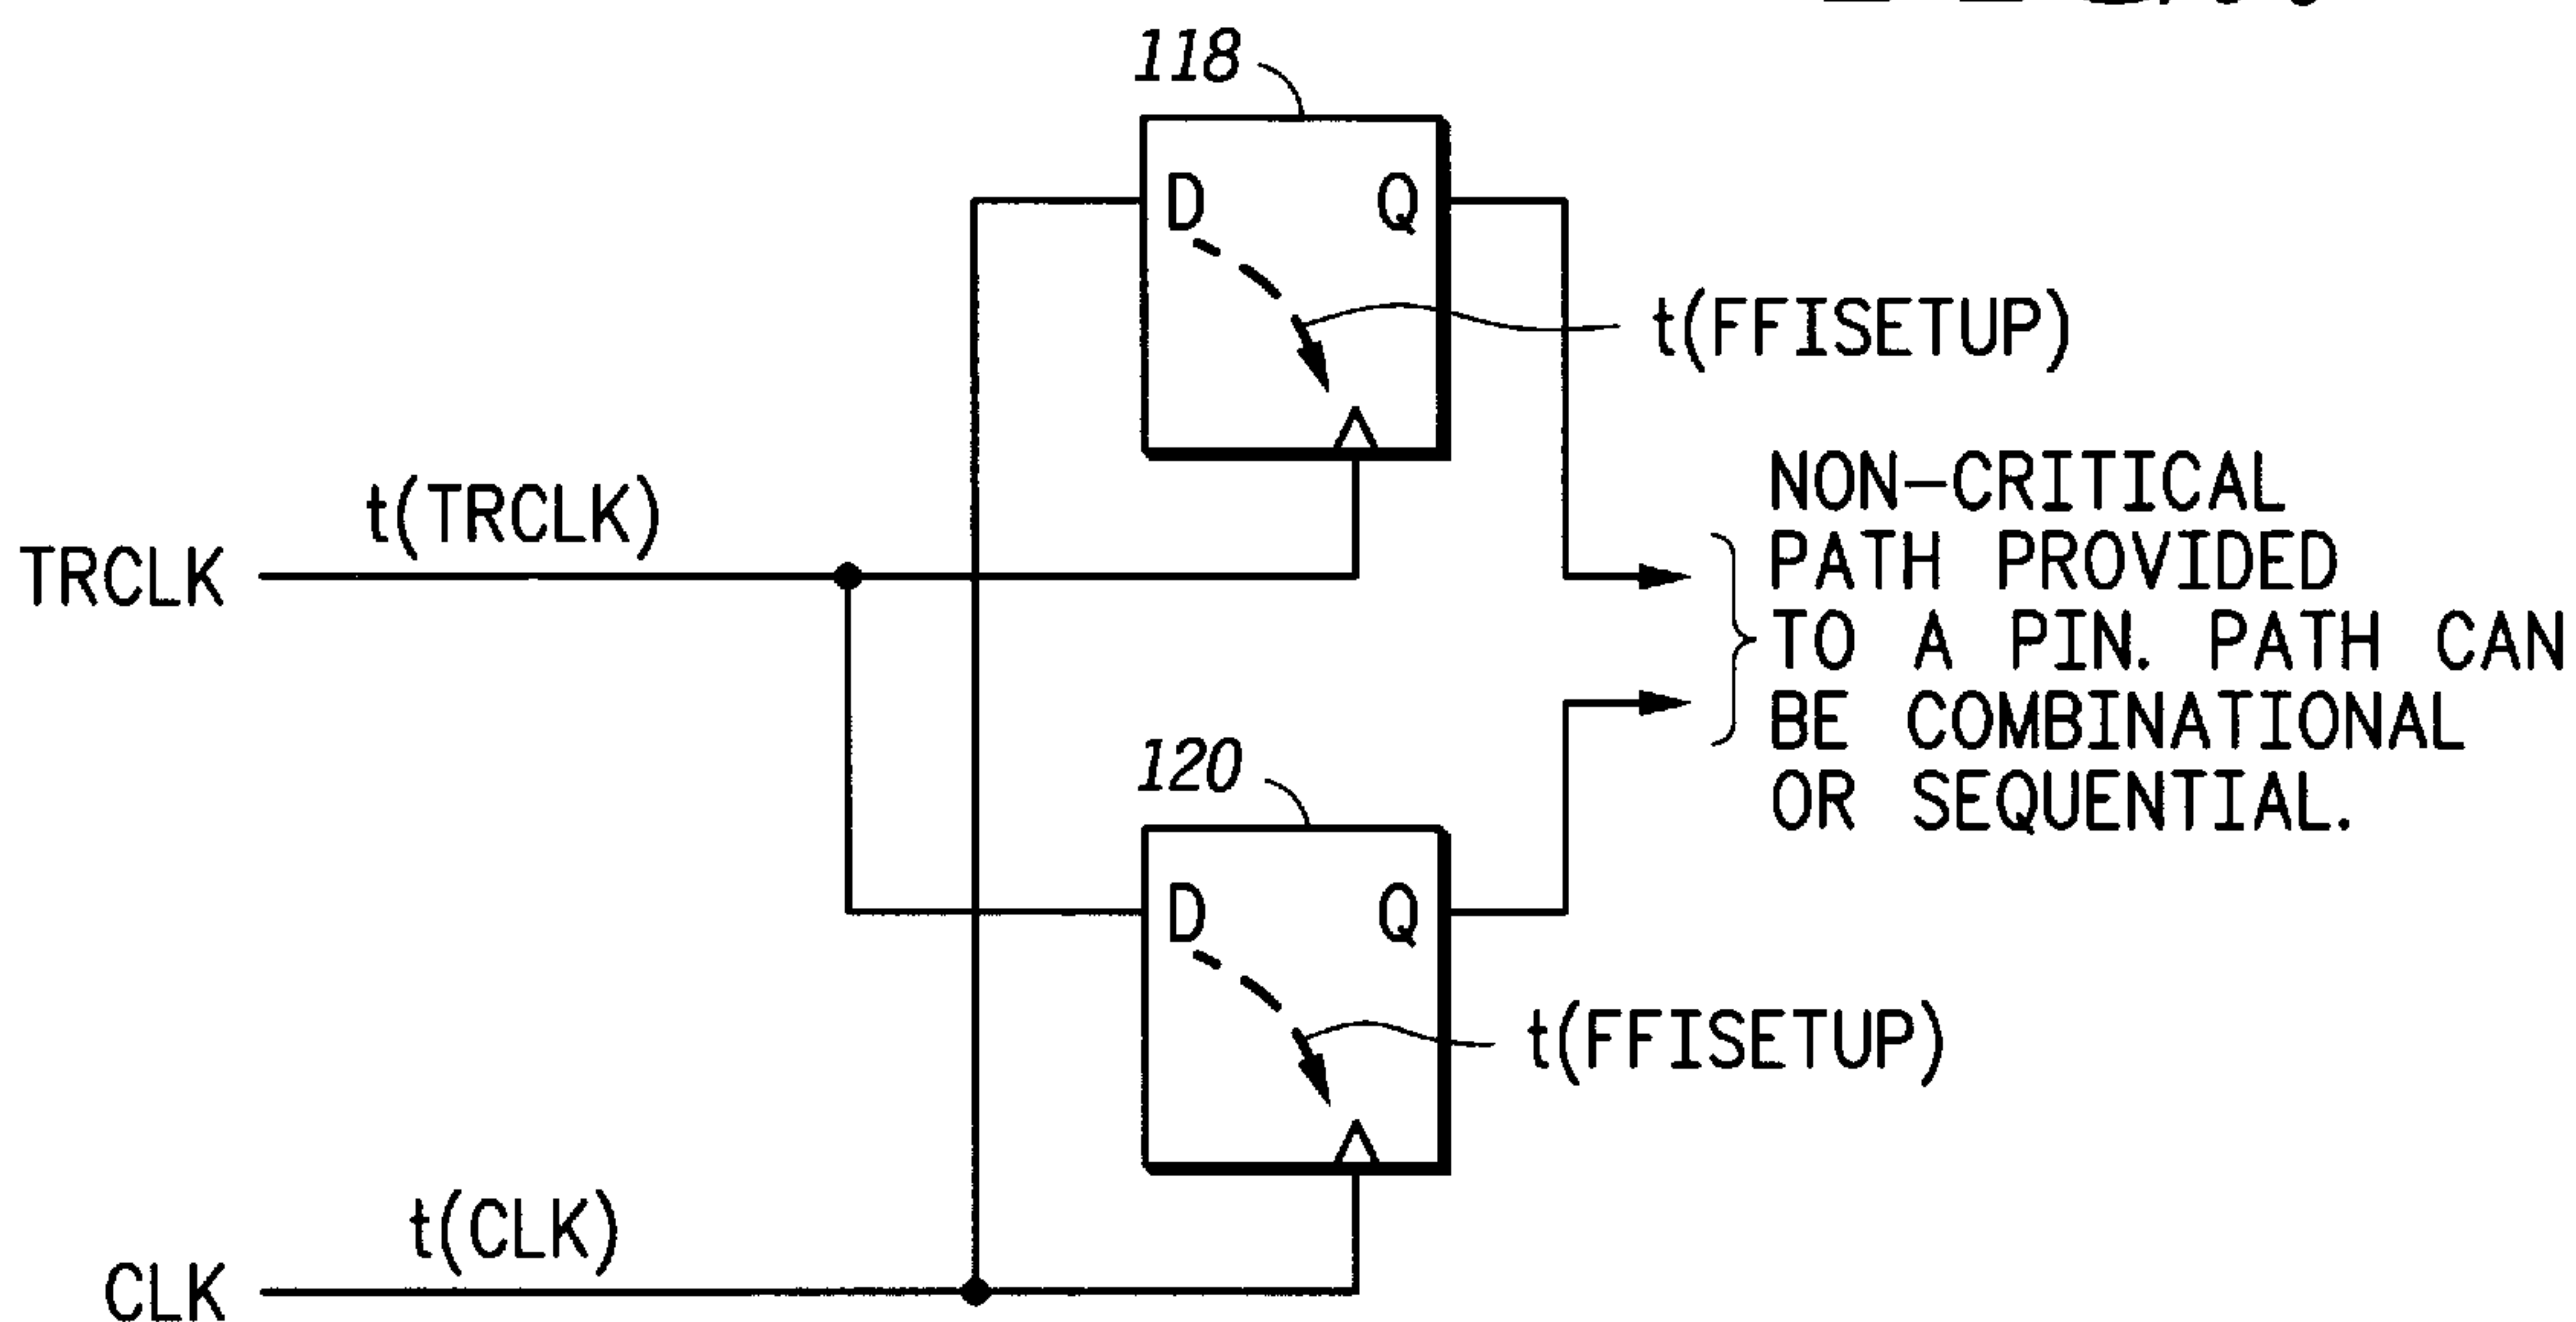 118
D Q
t(FFISETUP)
t(TRCLK)
TRCLK
NON-CRITICAL
PATH PROVIDED
TO A PIN. PATH CAN
BE COMBINATIONAL
OR SEQUENTIAL.
120
D Q
t(FFISETUP)
t(CLK)
CLK